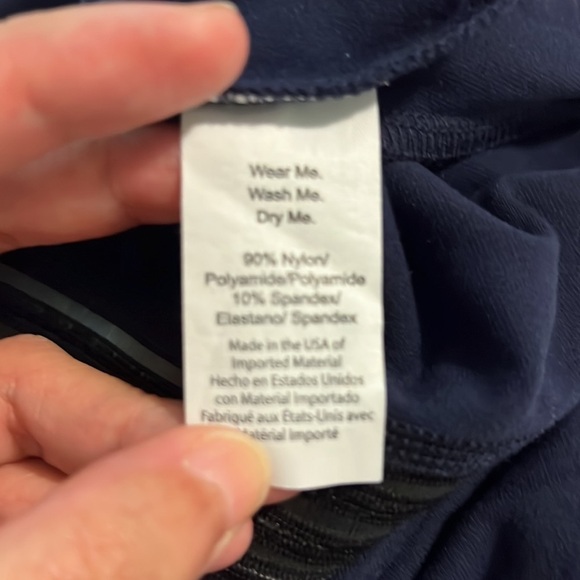 Wear Me.
Wash Me.
Dry Me.
90% Nylon/
Polyamide/Polyamide
10% Spandex/
Elastano/ Spandex
Made in the USA of
Imported Material
Hecho en Estados Unidos
con Material Importado
Fabriqué aux États-Unis avec
Importé